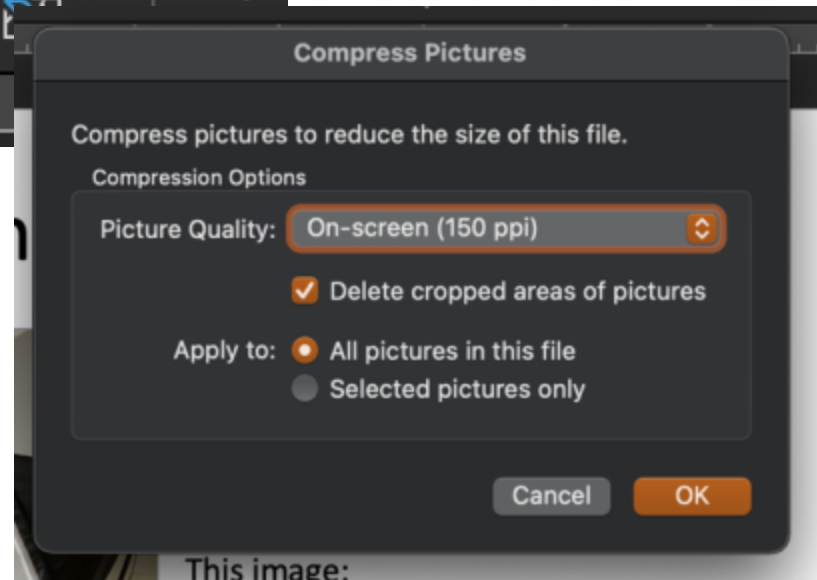 Compress Pictures
Compress pictures to reduce the size of this file.
Compression Options
Picture Quality: On-screen (150 ppi)
Delete cropped areas of pictures
Apply to: All pictures in this file
Selected pictures only
Cancel OK
This image: